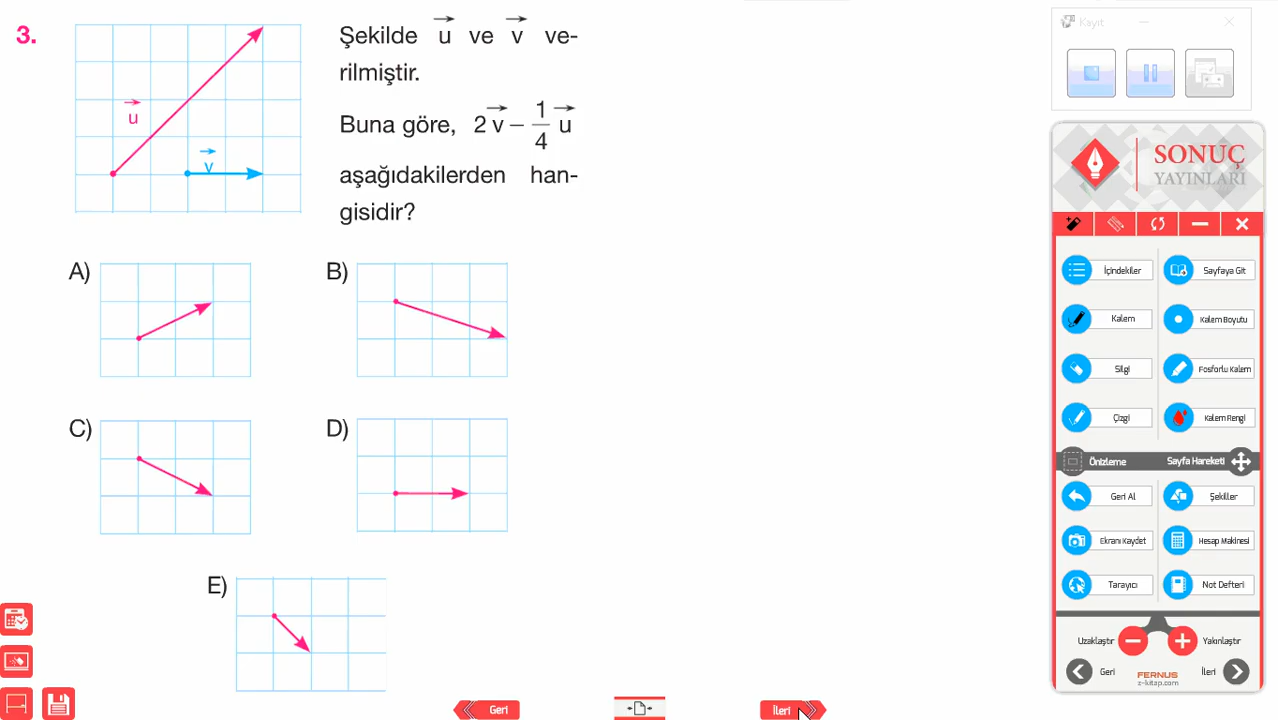 3.
u
v
Şekilde u ve v ve-
rilmiştir.
Buna göre, 2v – 1/4 u
aşağıdakilerden han-
gisidir?
A)
B)
C)
D)
E)
Geri
İleri
Kayıt
SONUÇ
YAYINLARI
İçindekiler
Sayfaya Git
Kalem
Kalem Boyutu
Silgi
Fosforlu Kalem
Çizgi
Kalem Rengi
Önizleme
Sayfa Hareketi
Geri Al
Şekiller
Ekranı Kaydet
Hesap Makinesi
Tarayıcı
Not Defteri
Uzaklaştır
Yakınlaştır
Geri
FERNUS
z-kitap.com
İleri